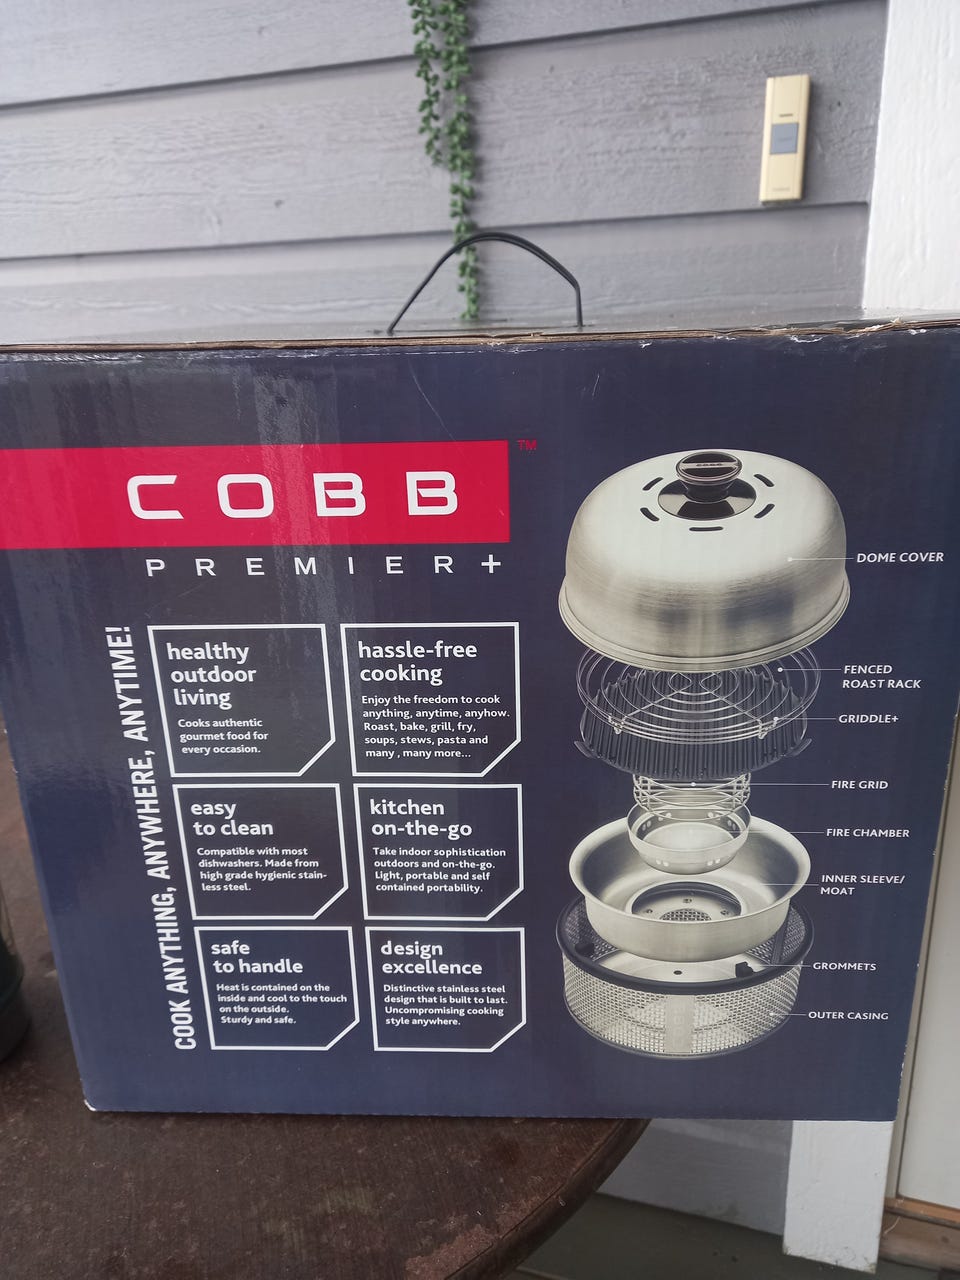 COBB
TM
PREMIER+
COOK ANYTHING, ANYWHERE, ANYTIME!
healthy
outdoor
living
Cooks authentic
gourmet food for
every occasion.
hassle-free
cooking
Enjoy the freedom to cook
anything, anytime, anyhow.
Roast, bake, grill, fry,
soups, stews, pasta and
many , many more...
easy
to clean
Compatible with most
dishwashers. Made from
high grade hygienic stain-
less steel.
kitchen
on-the-go
Take indoor sophistication
outdoors and on-the-go.
Light, portable and self
contained portability.
safe
to handle
Heat is contained on the
inside and cool to the touch
on the outside.
Sturdy and safe.
design
excellence
Distinctive stainless steel
design that is built to last.
Uncompromising cooking
style anywhere.
COBB
DOME COVER
FENCED
ROAST RACK
GRIDDLE+
FIRE GRID
FIRE CHAMBER
INNER SLEEVE/
MOAT
GROMMETS
OUTER CASING